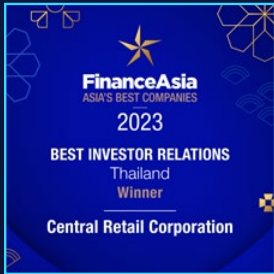 FinanceAsia
ASIA'S BEST COMPANIES
2023
BEST INVESTOR RELATIONS
Thailand
Winner
Central Retail Corporation